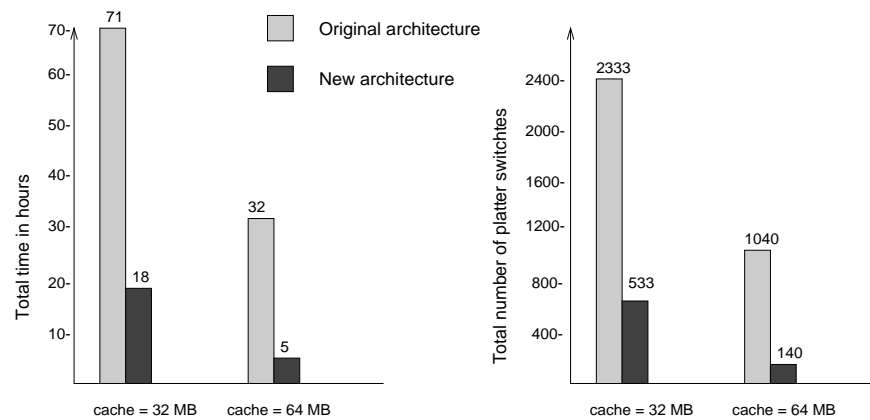 71
70-
60-
50-
40-
30-
20-
10-
32
18
5
Total time in hours
cache = 32 MB
cache = 64 MB
Original architecture
New architecture
2333
2400-
2000-
1600-
1200-
800-
400-
1040
533
140
Total number of platter switchtes
cache = 32 MB
cache = 64 MB